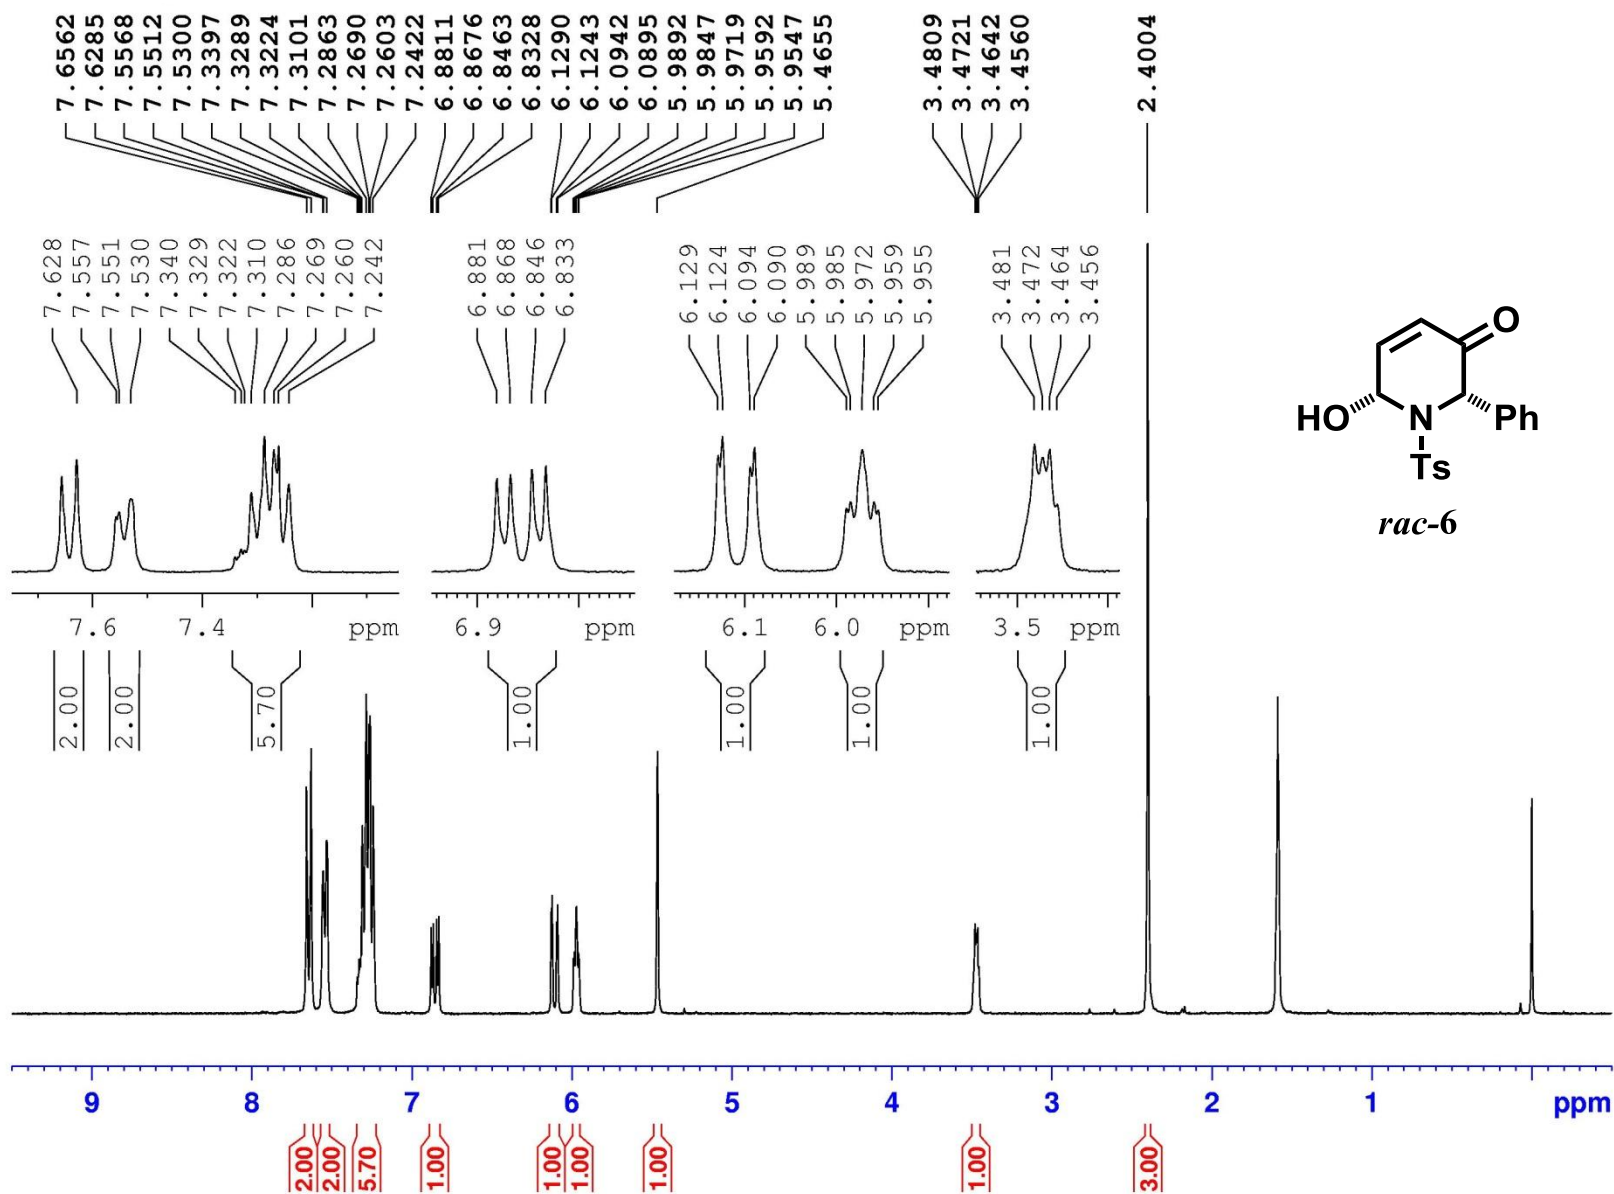 7.6562 7.6285 7.5568 7.5512 7.5300 7.3397 7.3289 7.3224 7.3101 7.2863 7.2690 7.2603 7.2422 6.8811 6.8676 6.8463 6.8328 6.1290 6.1243 6.0942 6.0895 5.9892 5.9847 5.9719 5.9592 5.9547 5.4655 3.4809 3.4721 3.4642 3.4560 2.4004
7.628 7.557 7.551 7.530 7.340 7.329 7.322 7.310 7.286 7.269 7.260 7.242 6.881 6.868 6.846 6.833 6.129 6.124 6.094 6.090 5.989 5.985 5.972 5.959 5.955 3.481 3.472 3.464 3.456
O
HO N Ph
Ts
rac-6
7.6 7.4 ppm 6.9 ppm 6.1 6.0 ppm 3.5 ppm
2.00 2.00 5.70 1.00 1.00 1.00 1.00
9 8 7 6 5 4 3 2 1 ppm
2.00 2.00 5.70 1.00 1.00 1.00 1.00 1.00 3.00